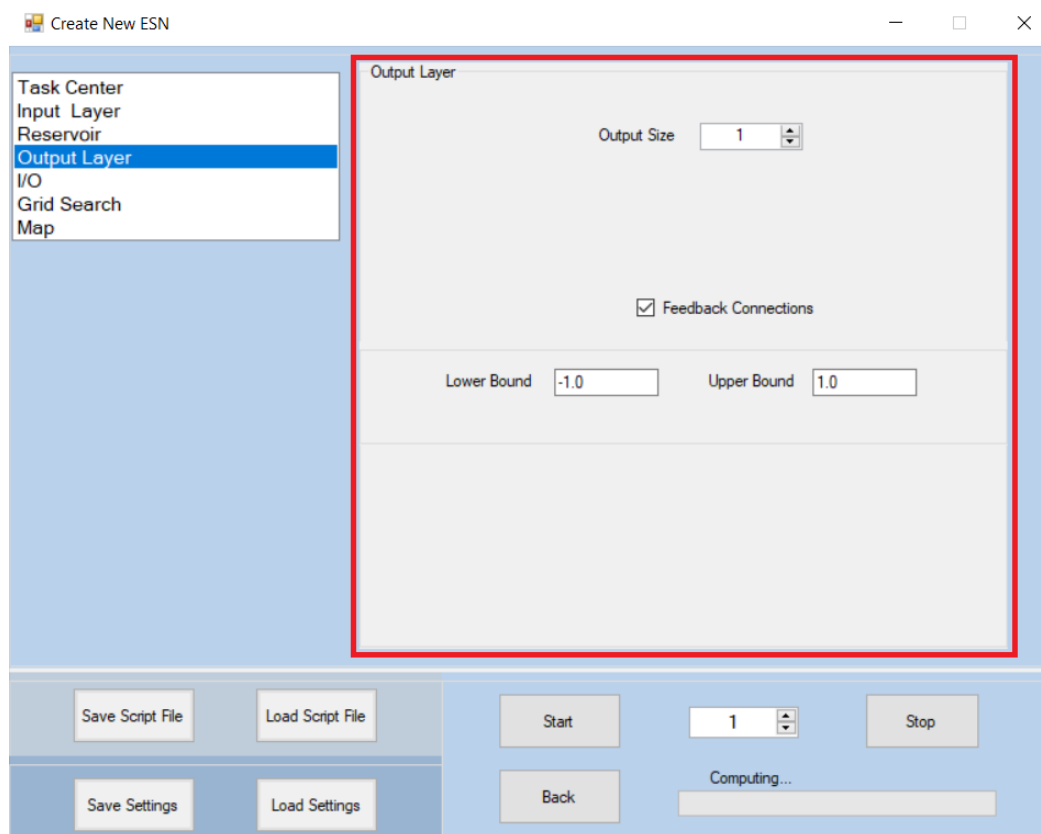 Create New ESN
Task Center
Input Layer
Reservoir
Output Layer
I/O
Grid Search
Map
Output Layer
Output Size 1
Feedback Connections
Lower Bound -1.0 Upper Bound 1.0
Save Script File Load Script File
Save Settings Load Settings
Start 1 Stop
Back Computing...